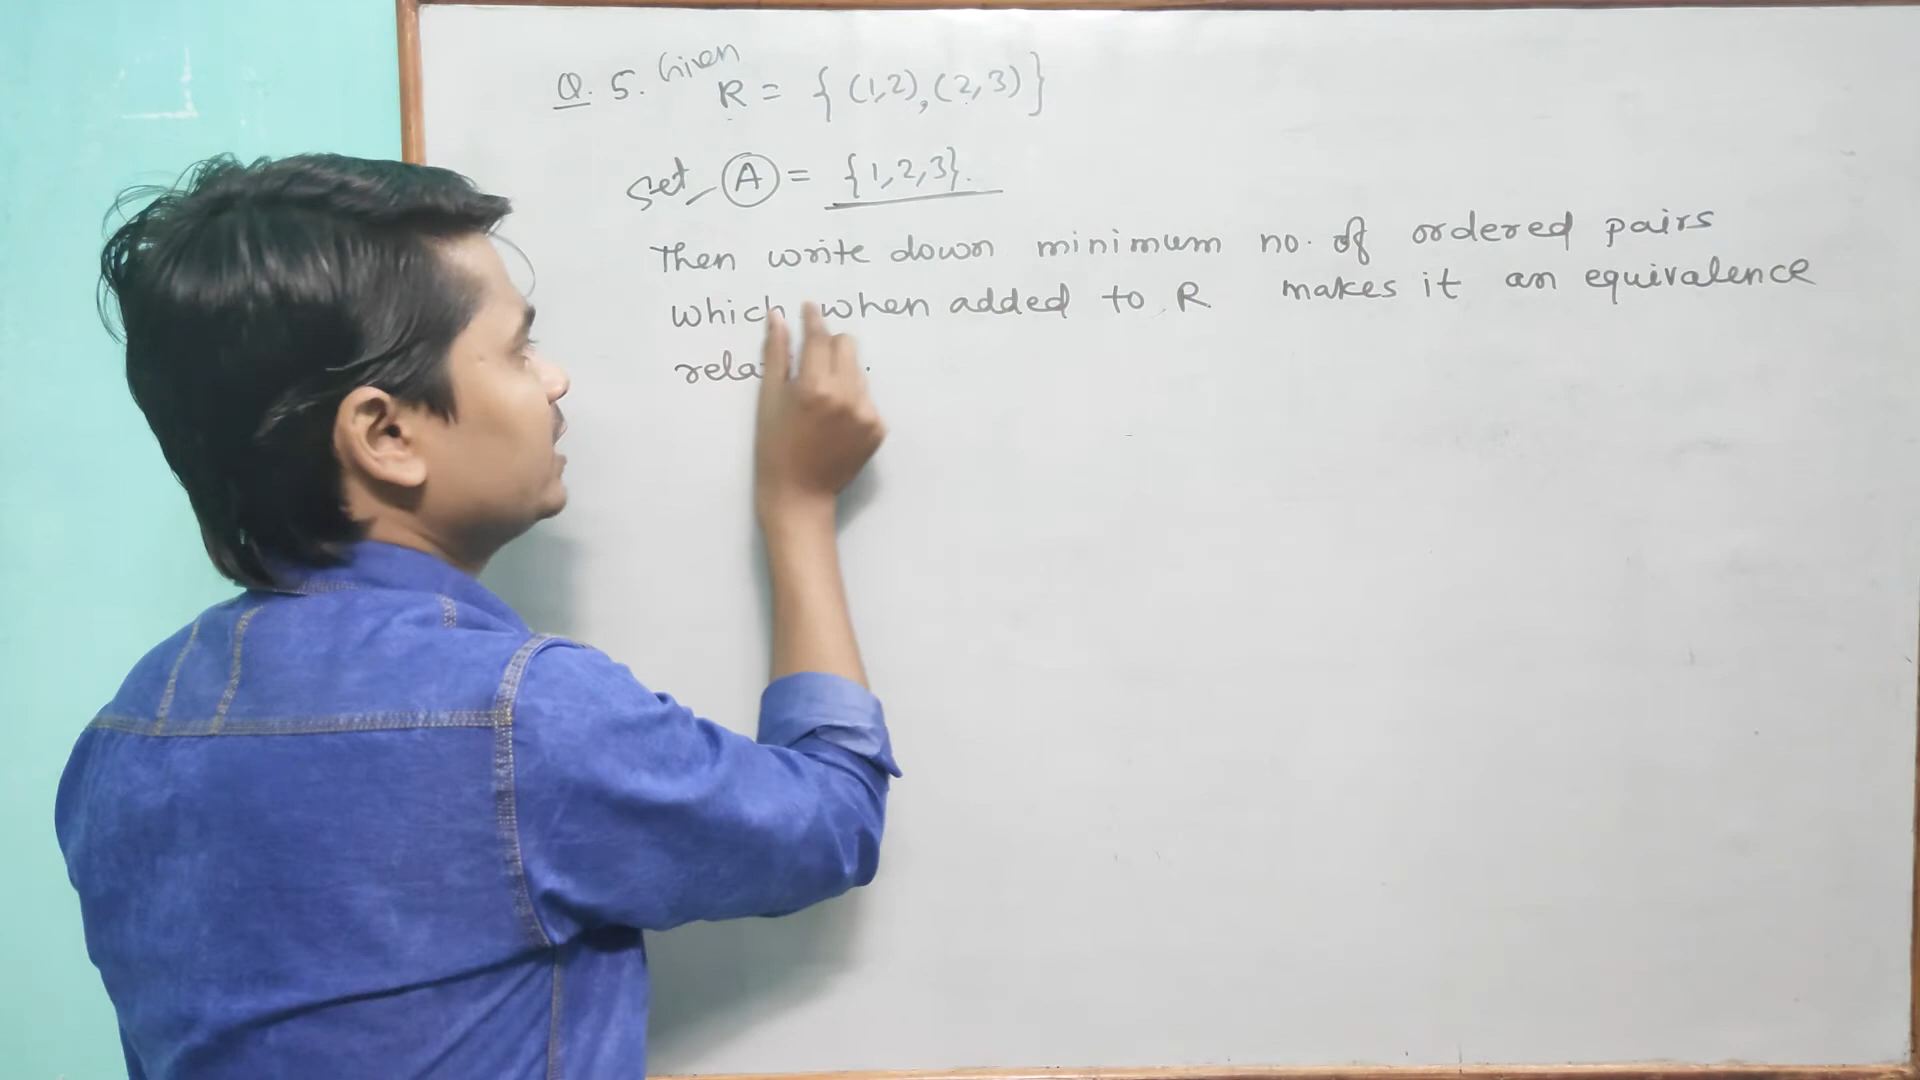 Q. 5. Given
R = { (1,2), (2,3) }
set A = {1,2,3}.
Then write down minimum no. of ordered pairs
which when added to R makes it an equivalence